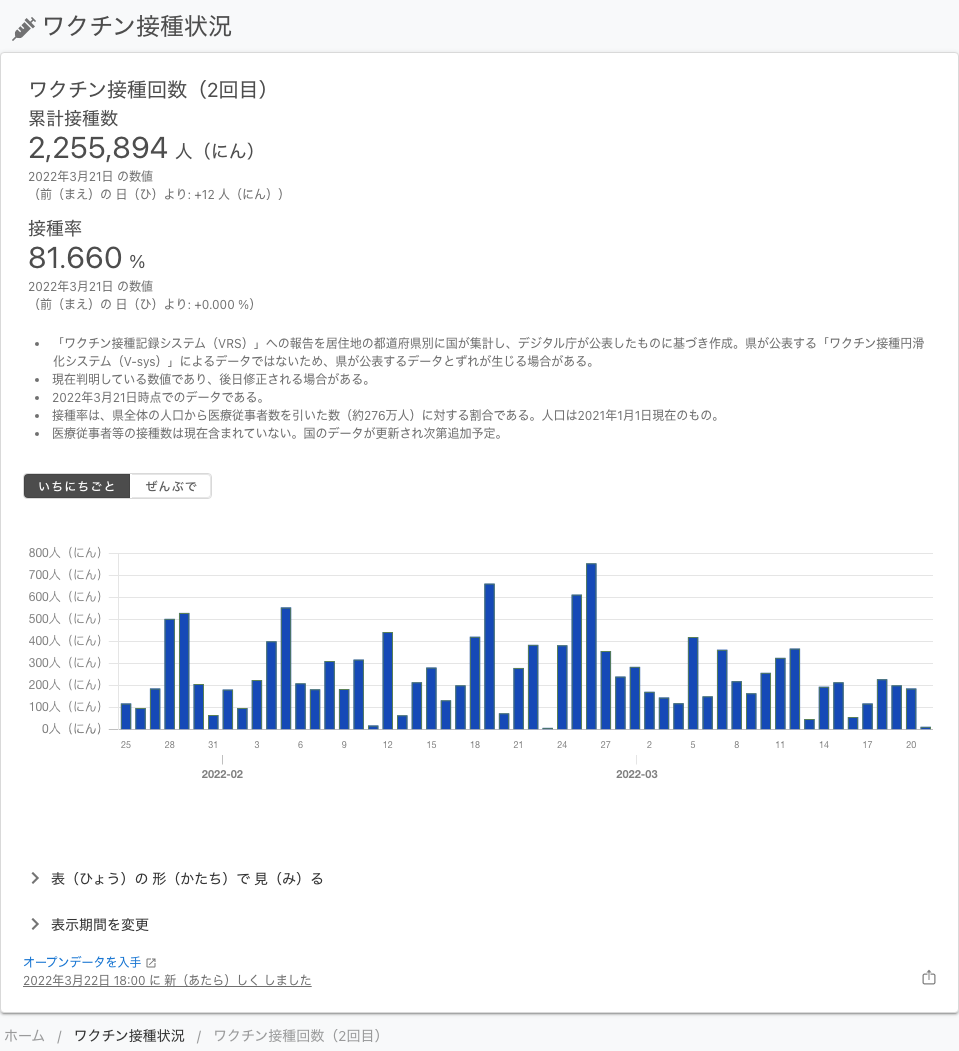 ワクチン接種状況
ワクチン接種回数（2回目）
累計接種数
2,255,894 人（にん）
2022年3月21日 の数値
（前（まえ）の 日（ひ）より: +12 人（にん））
接種率
81.660 %
2022年3月21日 の数値
（前（まえ）の 日（ひ）より: +0.000 %）
• 「ワクチン接種記録システム（VRS）」への報告を居住地の都道府県別に国が集計し、デジタル庁が公表したものに基づき作成。県が公表する「ワクチン接種円滑
化システム（V-sys）」によるデータではないため、県が公表するデータとずれが生じる場合がある。
• 現在判明している数値であり、後日修正される場合がある。
• 2022年3月21日時点でのデータである。
• 接種率は、県全体の人口から医療従事者数を引いた数（約276万人）に対する割合である。人口は2021年1月1日現在のもの。
• 医療従事者等の接種数は現在含まれていない。国のデータが更新され次第追加予定。
いちにちごと ぜんぶで
800人（にん）
700人（にん）
600人（にん）
500人（にん）
400人（にん）
300人（にん）
200人（にん）
100人（にん）
0人（にん）
25 28 31 3 6 9 12 15 18 21 24 27 2 5 8 11 14 17 20
2022-02 2022-03
表（ひょう）の 形（かたち）で 見（み）る
表示期間を変更
オープンデータを入手
2022年3月22日 18:00 に 新（あたら）しく しました
ホーム / ワクチン接種状況 / ワクチン接種回数（2回目）